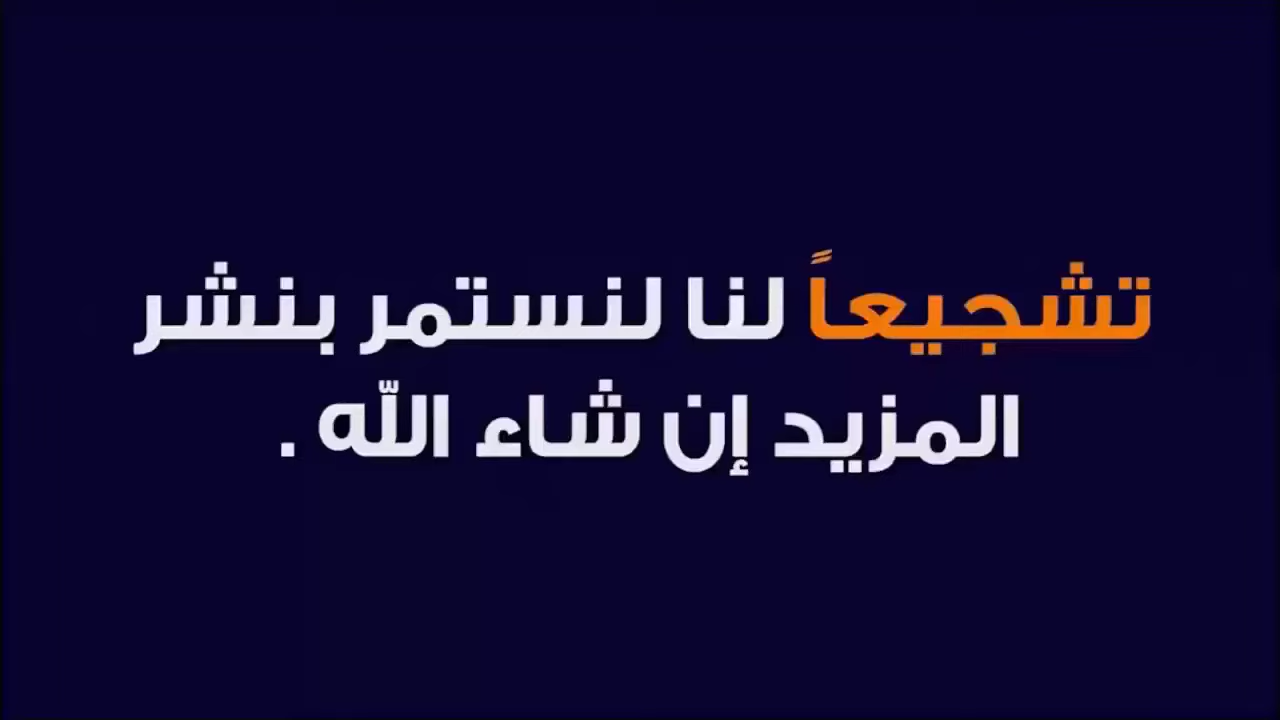 تشجيعاً لنا لنستمر بنشر
المزيد إن شاء اللّه .